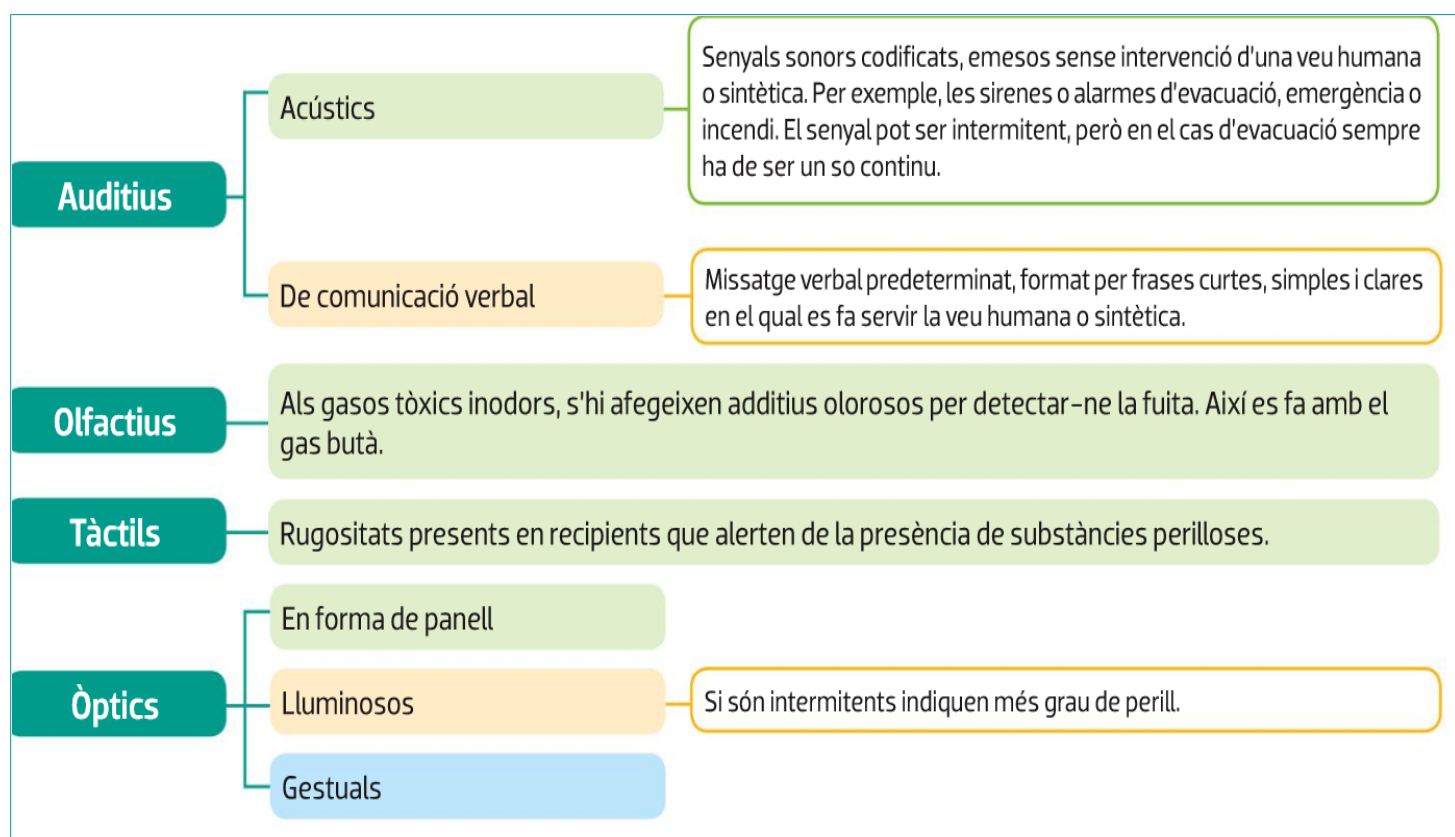 Auditius
Acústics
Senyals sonors codificats, emesos sense intervenció d'una veu humana
o sintètica. Per exemple, les sirenes o alarmes d'evacuació, emergència o
incendi. El senyal pot ser intermitent, però en el cas d'evacuació sempre
ha de ser un so continu.
De comunicació verbal
Missatge verbal predeterminat, format per frases curtes, simples i clares
en el qual es fa servir la veu humana o sintètica.
Olfactius
Als gasos tòxics inodors, s'hi afegeixen additius olorosos per detectar-ne la fuita. Així es fa amb el
gas butà.
Tàctils
Rugositats presents en recipients que alerten de la presència de substàncies perilloses.
Òptics
En forma de panell
Lluminosos
Si són intermitents indiquen més grau de perill.
Gestuals